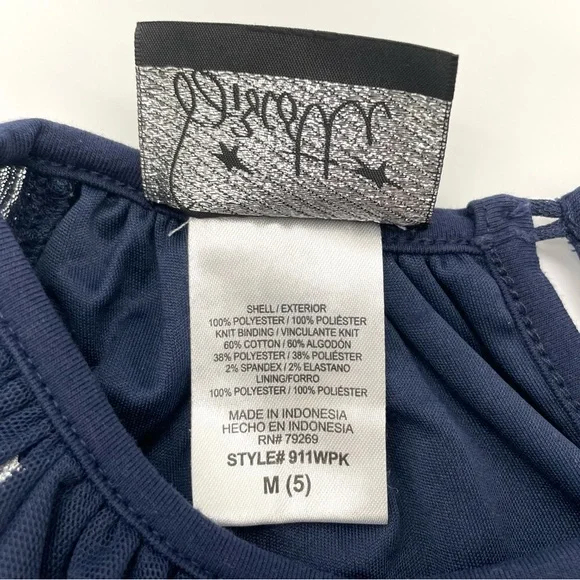 SHELL / EXTERIOR
100% POLYESTER / 100% POLIÉSTER
KNIT BINDING / VINCULANTE KNIT
60% COTTON / 60% ALGODÓN
38% POLYESTER / 38% POLIÉSTER
2% SPANDEX / 2% ELASTANO
LINING/FORRO
100% POLYESTER / 100% POLIÉSTER
MADE IN INDONESIA
HECHO EN INDONESIA
RN# 79269
STYLE# 911WPK
M (5)